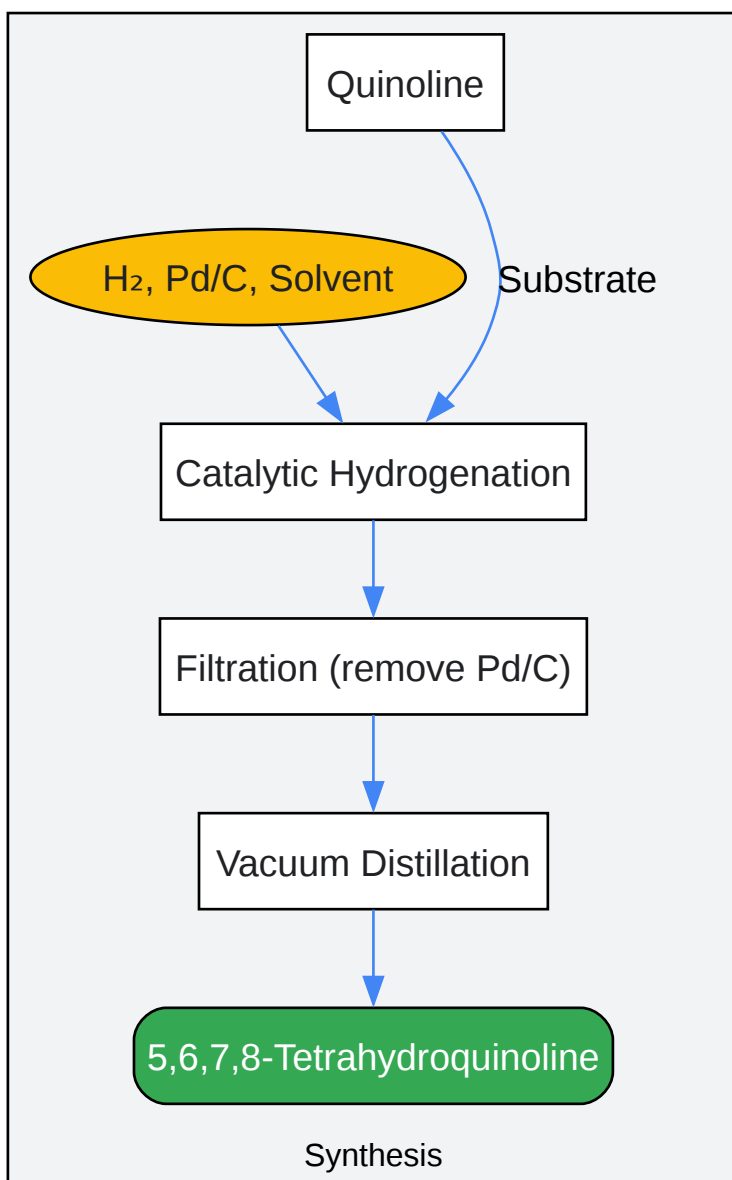 Quinoline
H₂, Pd/C, Solvent
Substrate
Catalytic Hydrogenation
Filtration (remove Pd/C)
Vacuum Distillation
5,6,7,8-Tetrahydroquinoline
Synthesis